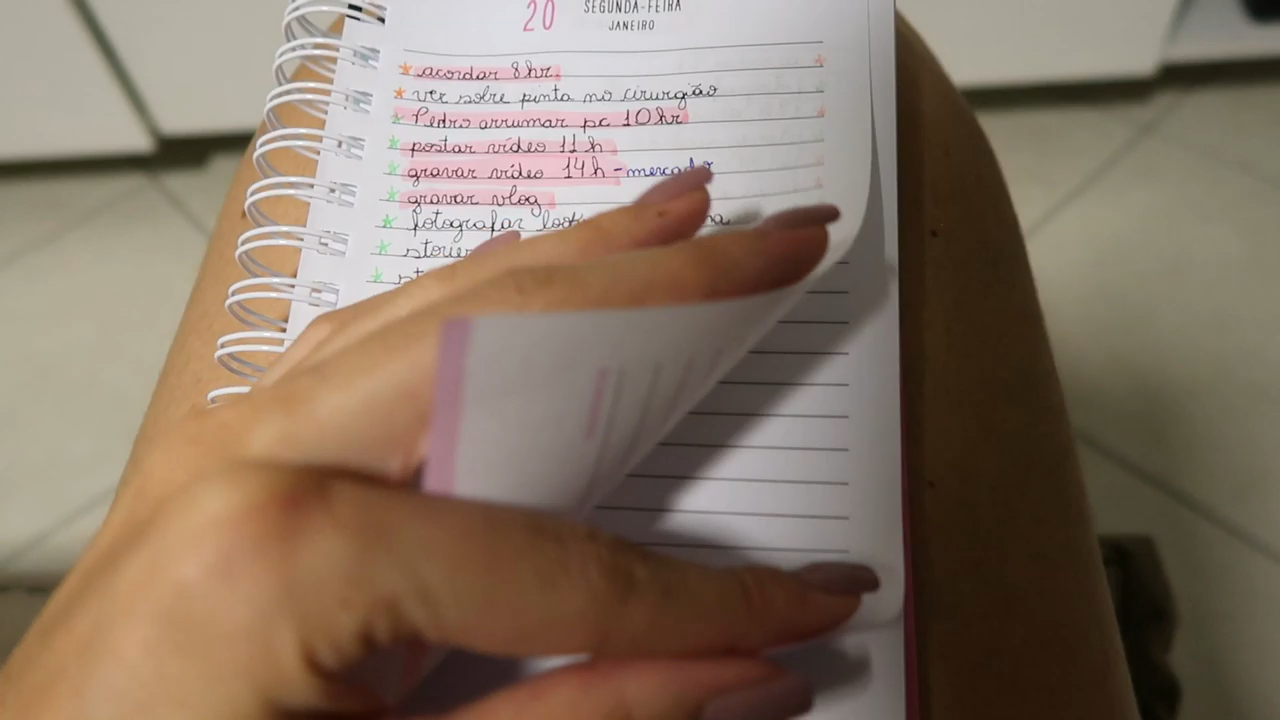 20 SEGUNDA-FEIRA
JANEIRO
acordar 8hr.
ver sobre pinta no cirurgião
Pedro arrumar pc 10hr
postar vídeo 11h
gravar vídeo 14h - mercado
gravar vlog
fotografar